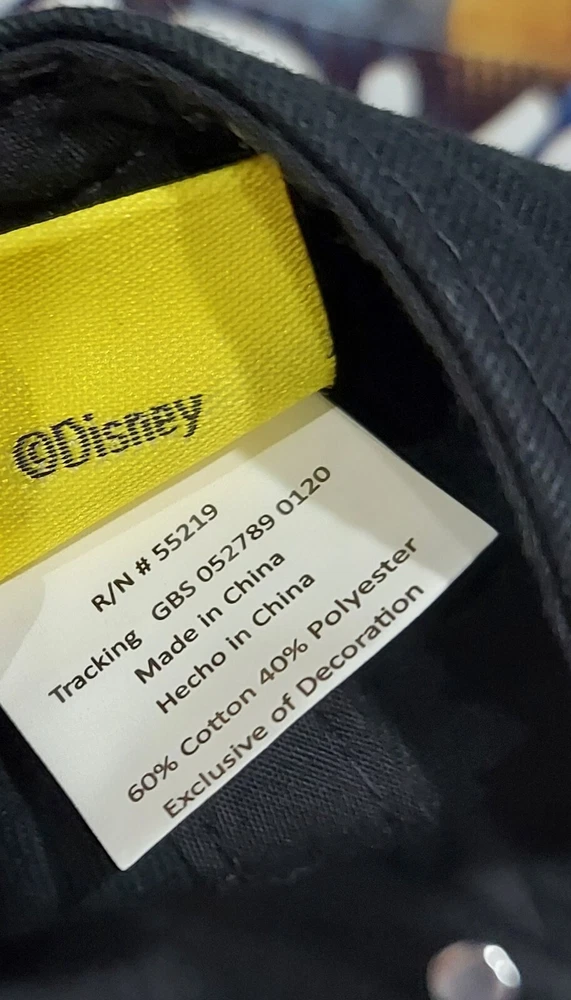 ©Disney
R/N # 55219
Tracking GBS 052789 0120
Made in China
Hecho in China
60% Cotton 40% Polyester
Exclusive of Decoration